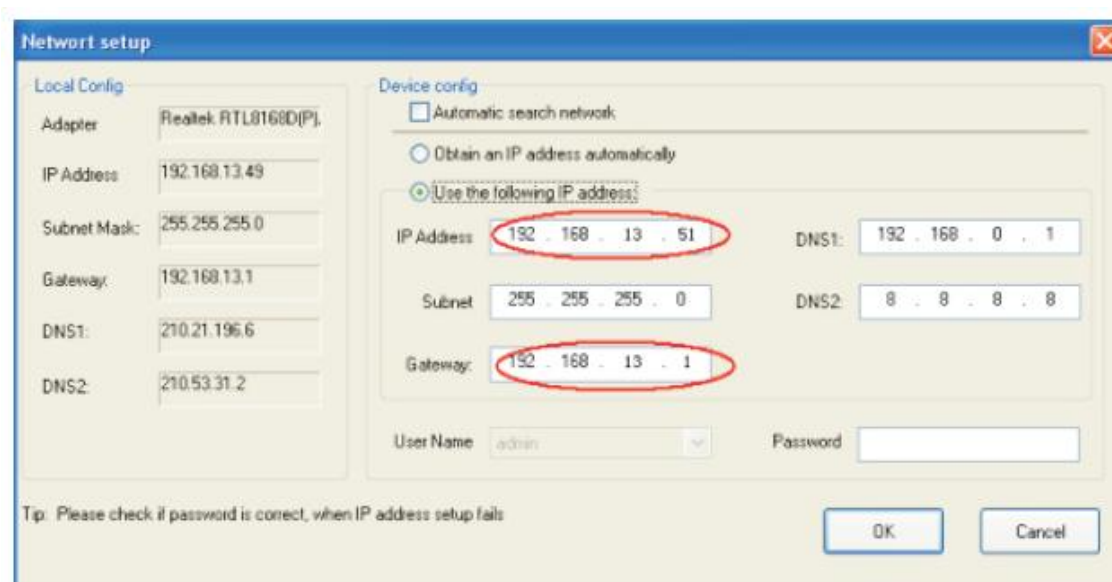 Networt setup
Local Config
Adapter Realtek RTL8168D(P),
IP Address 192.168.13.49
Subnet Mask: 255.255.255.0
Gateway: 192.168.13.1
DNS1: 210.21.196.6
DNS2: 210.53.31.2
Device config
Automatic search network
Obtain an IP address automatically
Use the following IP address:
IP Address 192 . 168 . 13 . 51 DNS1: 192 . 168 . 0 . 1
Subnet 255 . 255 . 255 . 0 DNS2: 8 . 8 . 8 . 8
Gateway: 192 . 168 . 13 . 1
User Name admin Password
Tip: Please check if password is correct, when IP address setup fails
OK Cancel